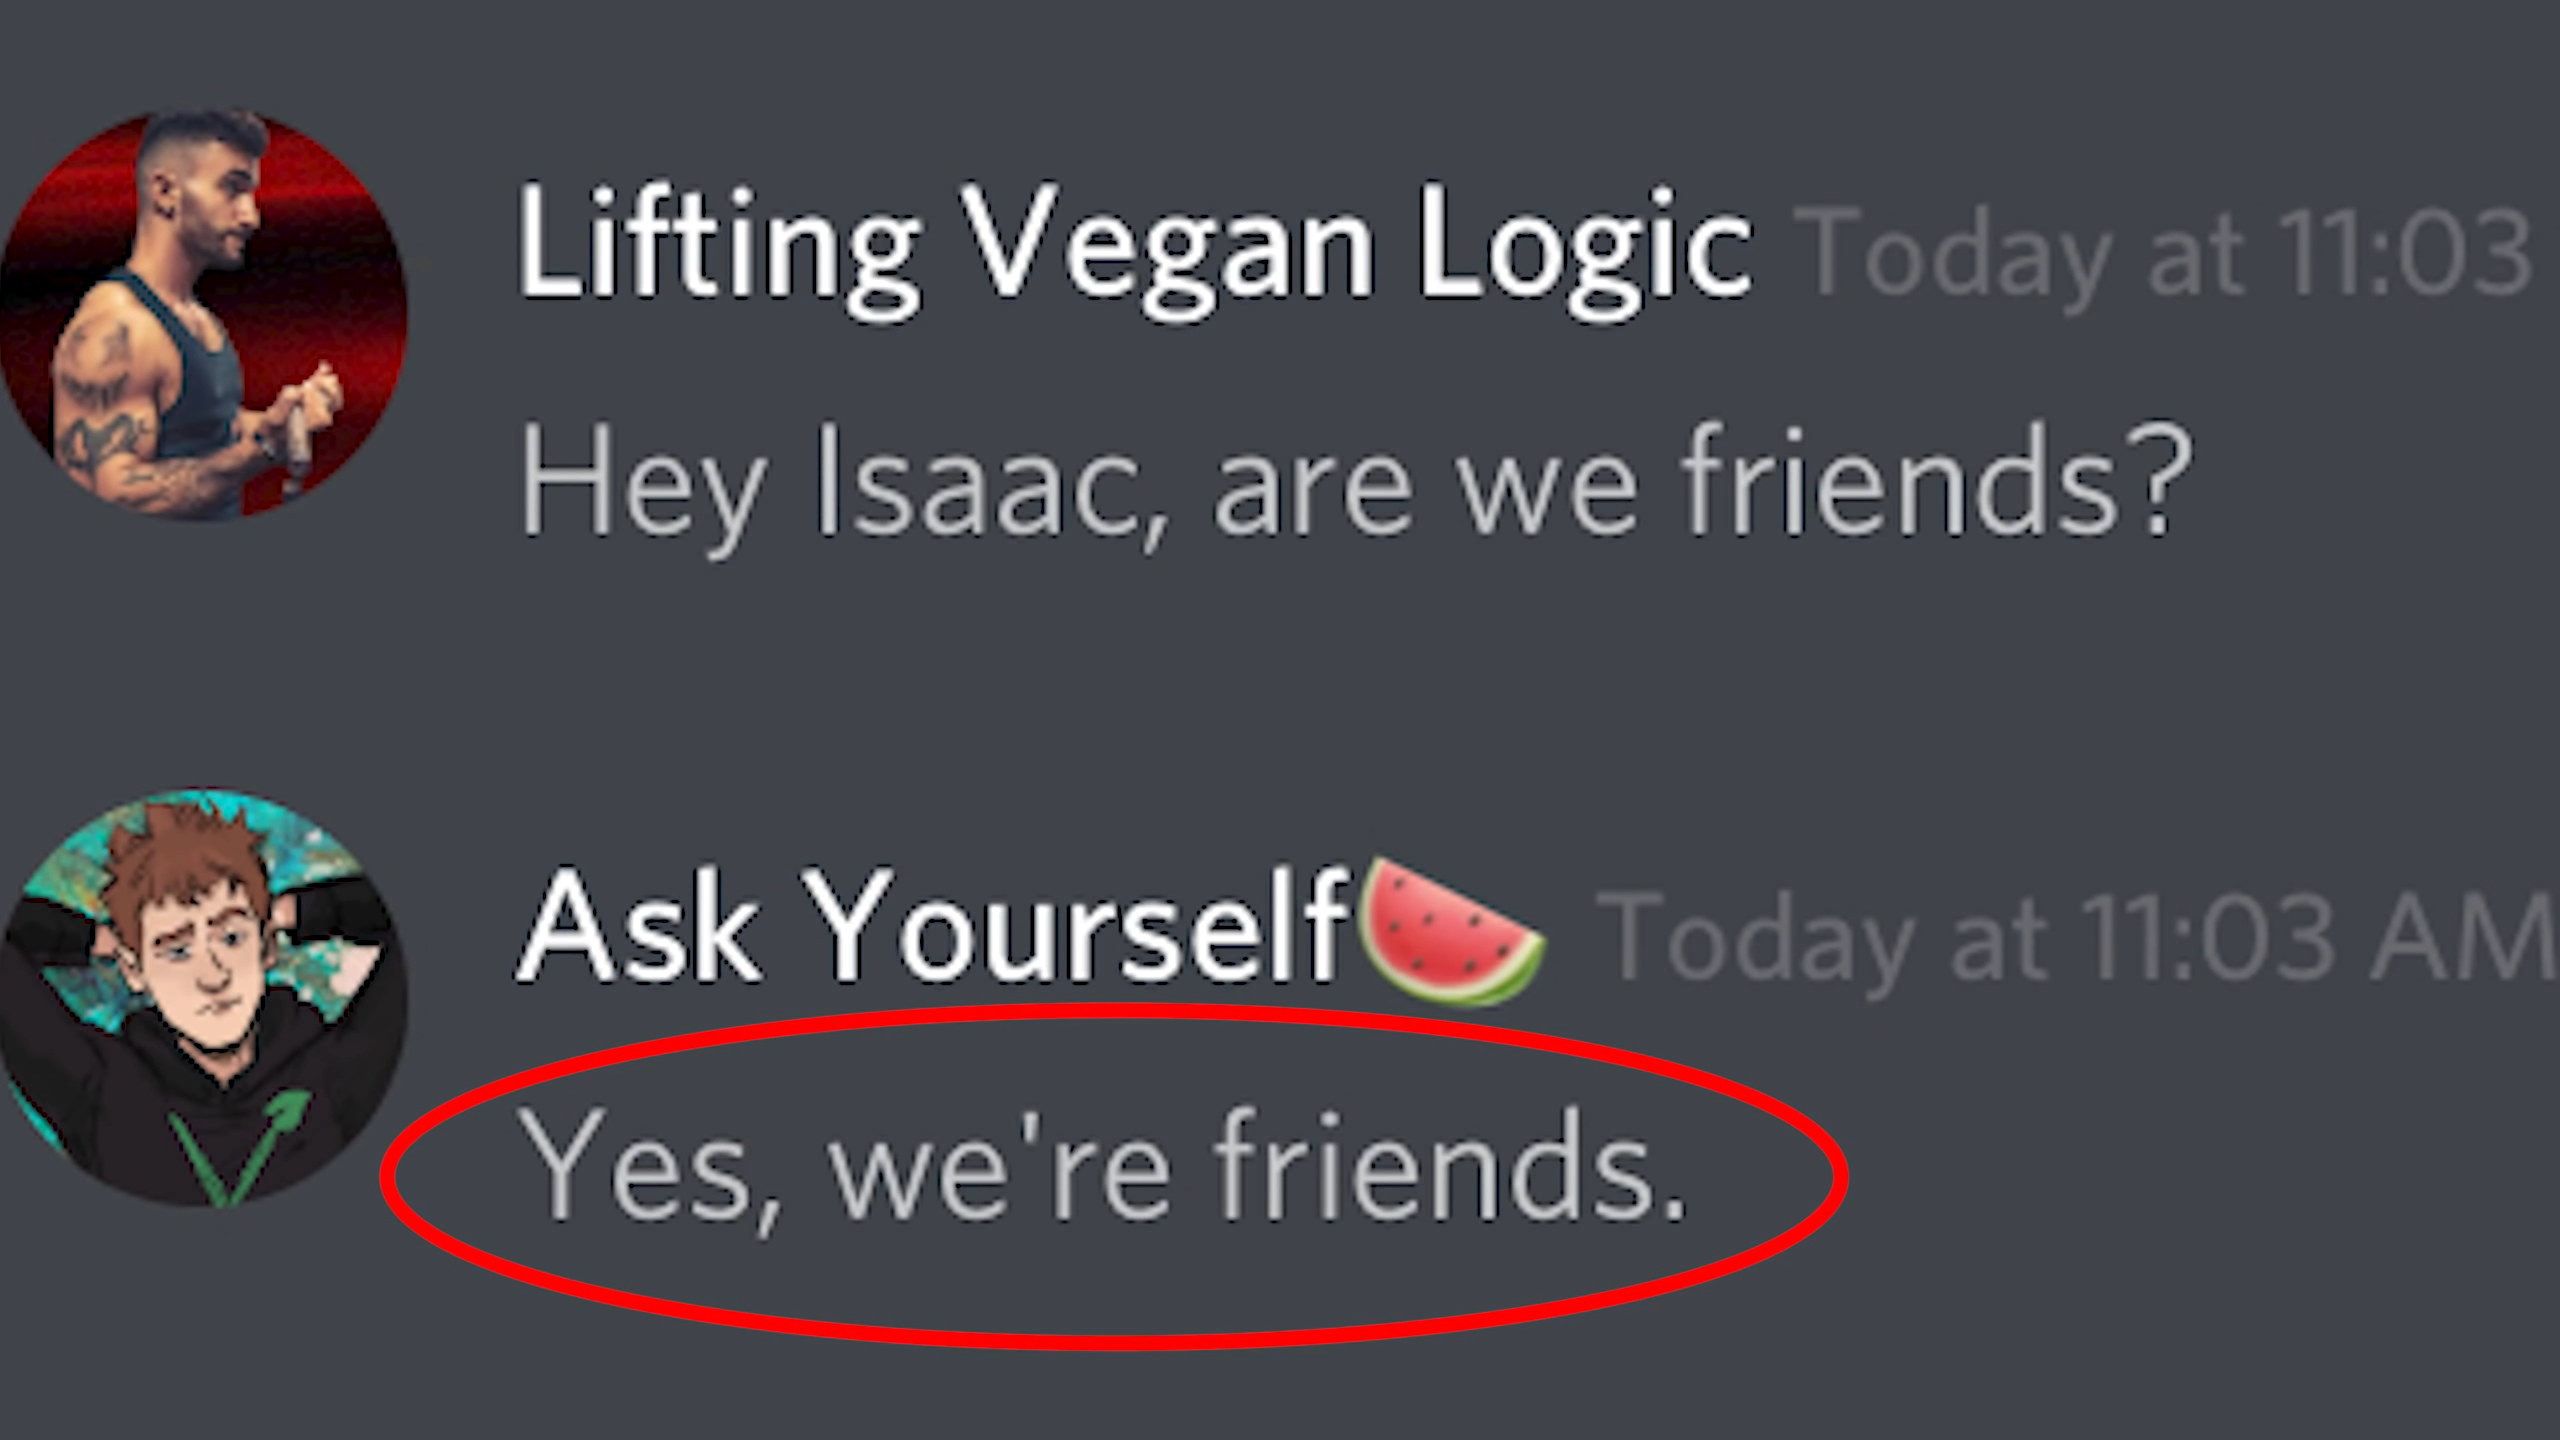 Lifting Vegan Logic Today at 11:03
Hey Isaac, are we friends?
Ask Yourself🍉 Today at 11:03 AM
Yes, we're friends.